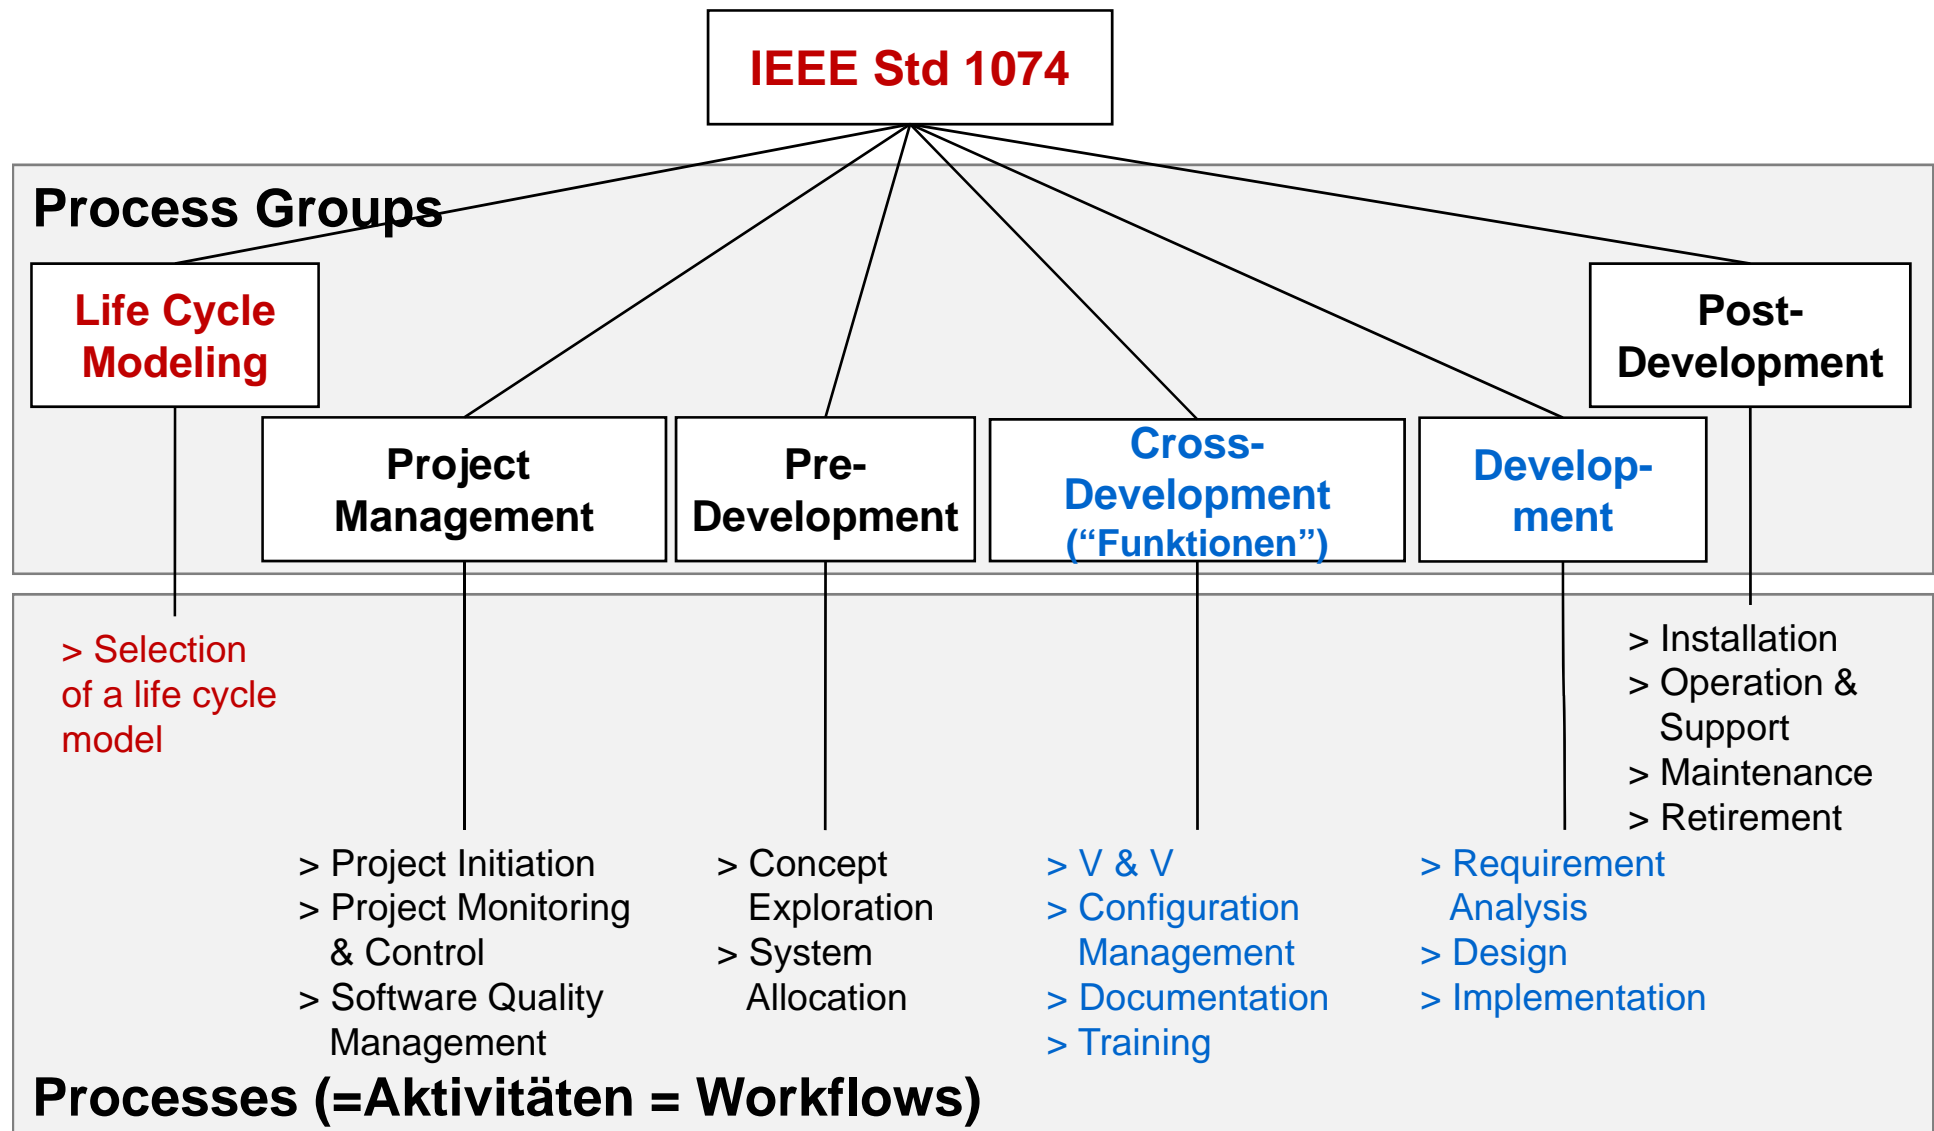 IEEE Std 1074
Process Groups
Life Cycle
Modeling
Project
Management
Pre-
Development
Cross-
Development
(“Funktionen”)
Develop-
ment
Post-
Development
> Selection
of a life cycle
model
> Project Initiation
> Project Monitoring
& Control
> Software Quality
Management
> Concept
Exploration
> System
Allocation
> V & V
> Configuration
Management
> Documentation
> Training
> Requirement
Analysis
> Design
> Implementation
> Installation
> Operation &
Support
> Maintenance
> Retirement
Processes (=Aktivitäten = Workflows)